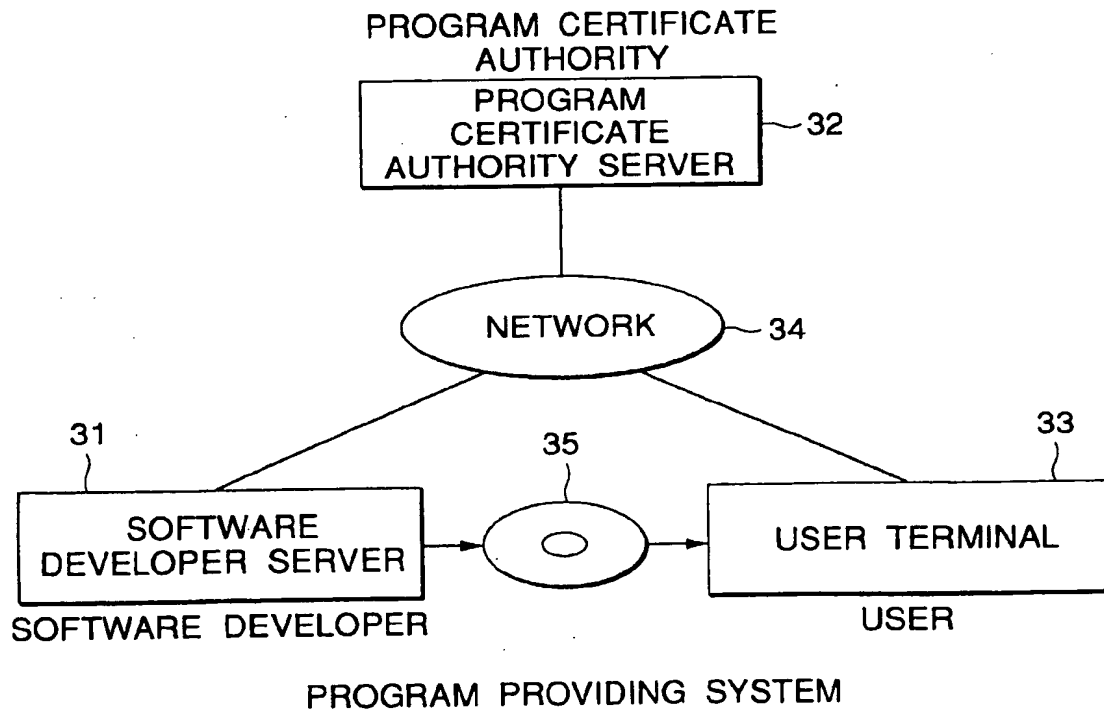 PROGRAM CERTIFICATE
AUTHORITY
PROGRAM
CERTIFICATE
AUTHORITY SERVER
32
NETWORK
34
31
35
33
SOFTWARE
DEVELOPER SERVER
USER TERMINAL
SOFTWARE DEVELOPER
USER
PROGRAM PROVIDING SYSTEM